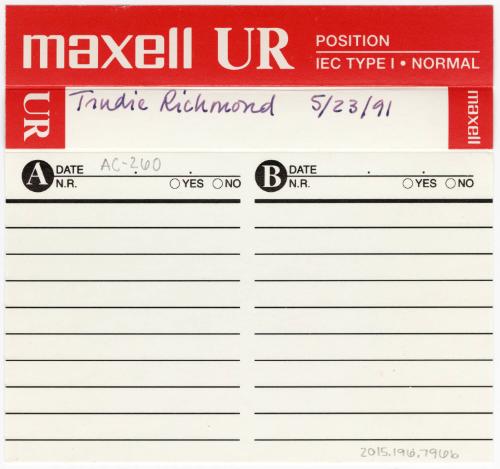 maxell UR POSITION
IEC TYPE I • NORMAL
UR Trudie Richmond 5/23/91 maxell
A DATE AC-260 . .
N.R. YES NO
B DATE . .
N.R. YES NO
2015.196.796b